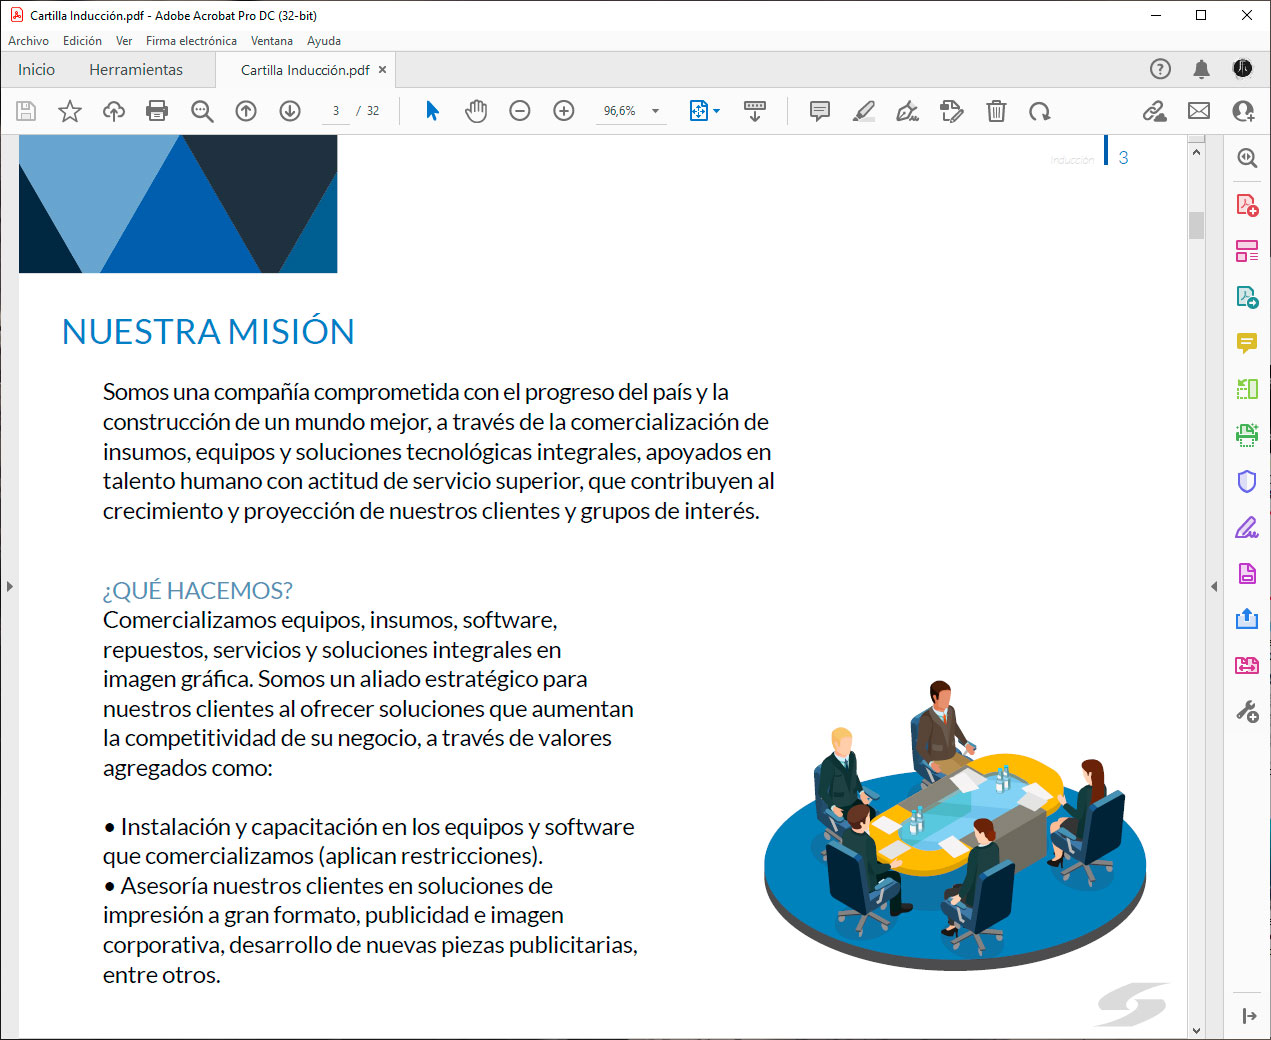 Cartilla Inducción.pdf - Adobe Acrobat Pro DC (32-bit)
Archivo Edición Ver Firma electrónica Ventana Ayuda
Inicio Herramientas Cartilla Inducción.pdf ×
3 / 32 96,6%
Inducción 3
NUESTRA MISIÓN
Somos una compañía comprometida con el progreso del país y la
construcción de un mundo mejor, a través de la comercialización de
insumos, equipos y soluciones tecnológicas integrales, apoyados en
talento humano con actitud de servicio superior, que contribuyen al
crecimiento y proyección de nuestros clientes y grupos de interés.
¿QUÉ HACEMOS?
Comercializamos equipos, insumos, software,
repuestos, servicios y soluciones integrales en
imagen gráfica. Somos un aliado estratégico para
nuestros clientes al ofrecer soluciones que aumentan
la competitividad de su negocio, a través de valores
agregados como:
• Instalación y capacitación en los equipos y software
que comercializamos (aplican restricciones).
• Asesoría nuestros clientes en soluciones de
impresión a gran formato, publicidad e imagen
corporativa, desarrollo de nuevas piezas publicitarias,
entre otros.